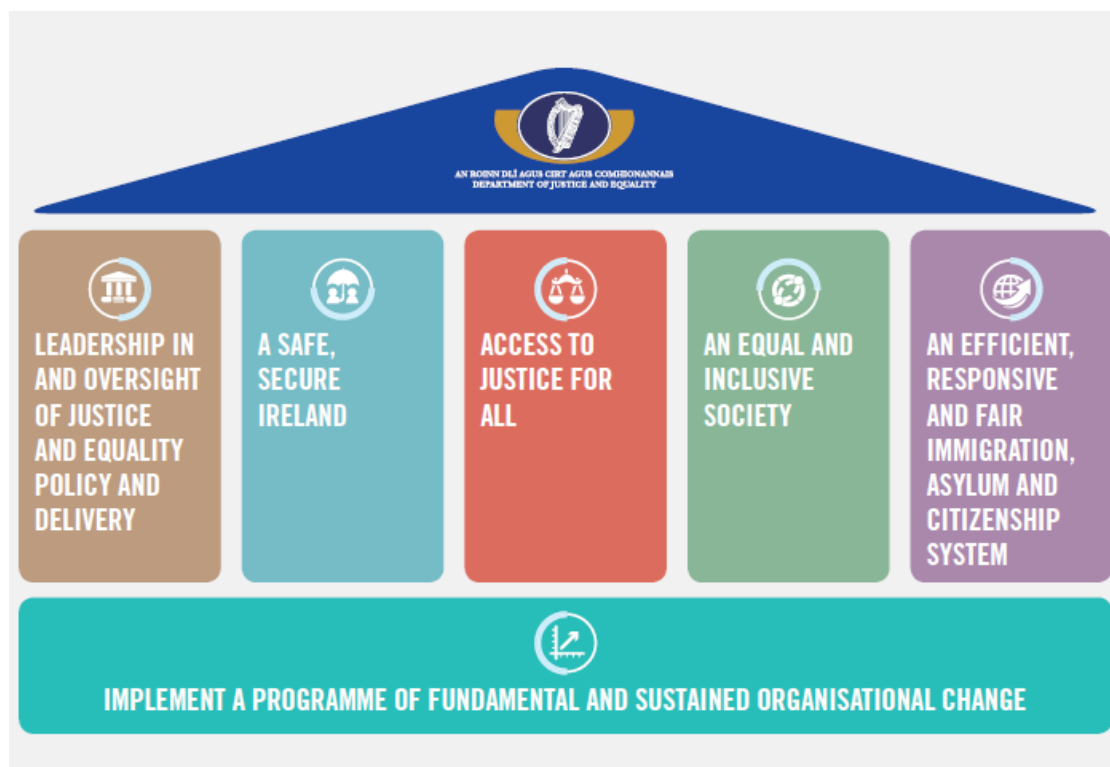 AN ROINN DLÍ AGUS CIRT AGUS COMHIONANNAIS
DEPARTMENT OF JUSTICE AND EQUALITY
LEADERSHIP IN
AND OVERSIGHT
OF JUSTICE
AND EQUALITY
POLICY AND
DELIVERY
A SAFE,
SECURE
IRELAND
ACCESS TO
JUSTICE FOR
ALL
AN EQUAL AND
INCLUSIVE
SOCIETY
AN EFFICIENT,
RESPONSIVE
AND FAIR
IMMIGRATION,
ASYLUM AND
CITIZENSHIP
SYSTEM
IMPLEMENT A PROGRAMME OF FUNDAMENTAL AND SUSTAINED ORGANISATIONAL CHANGE